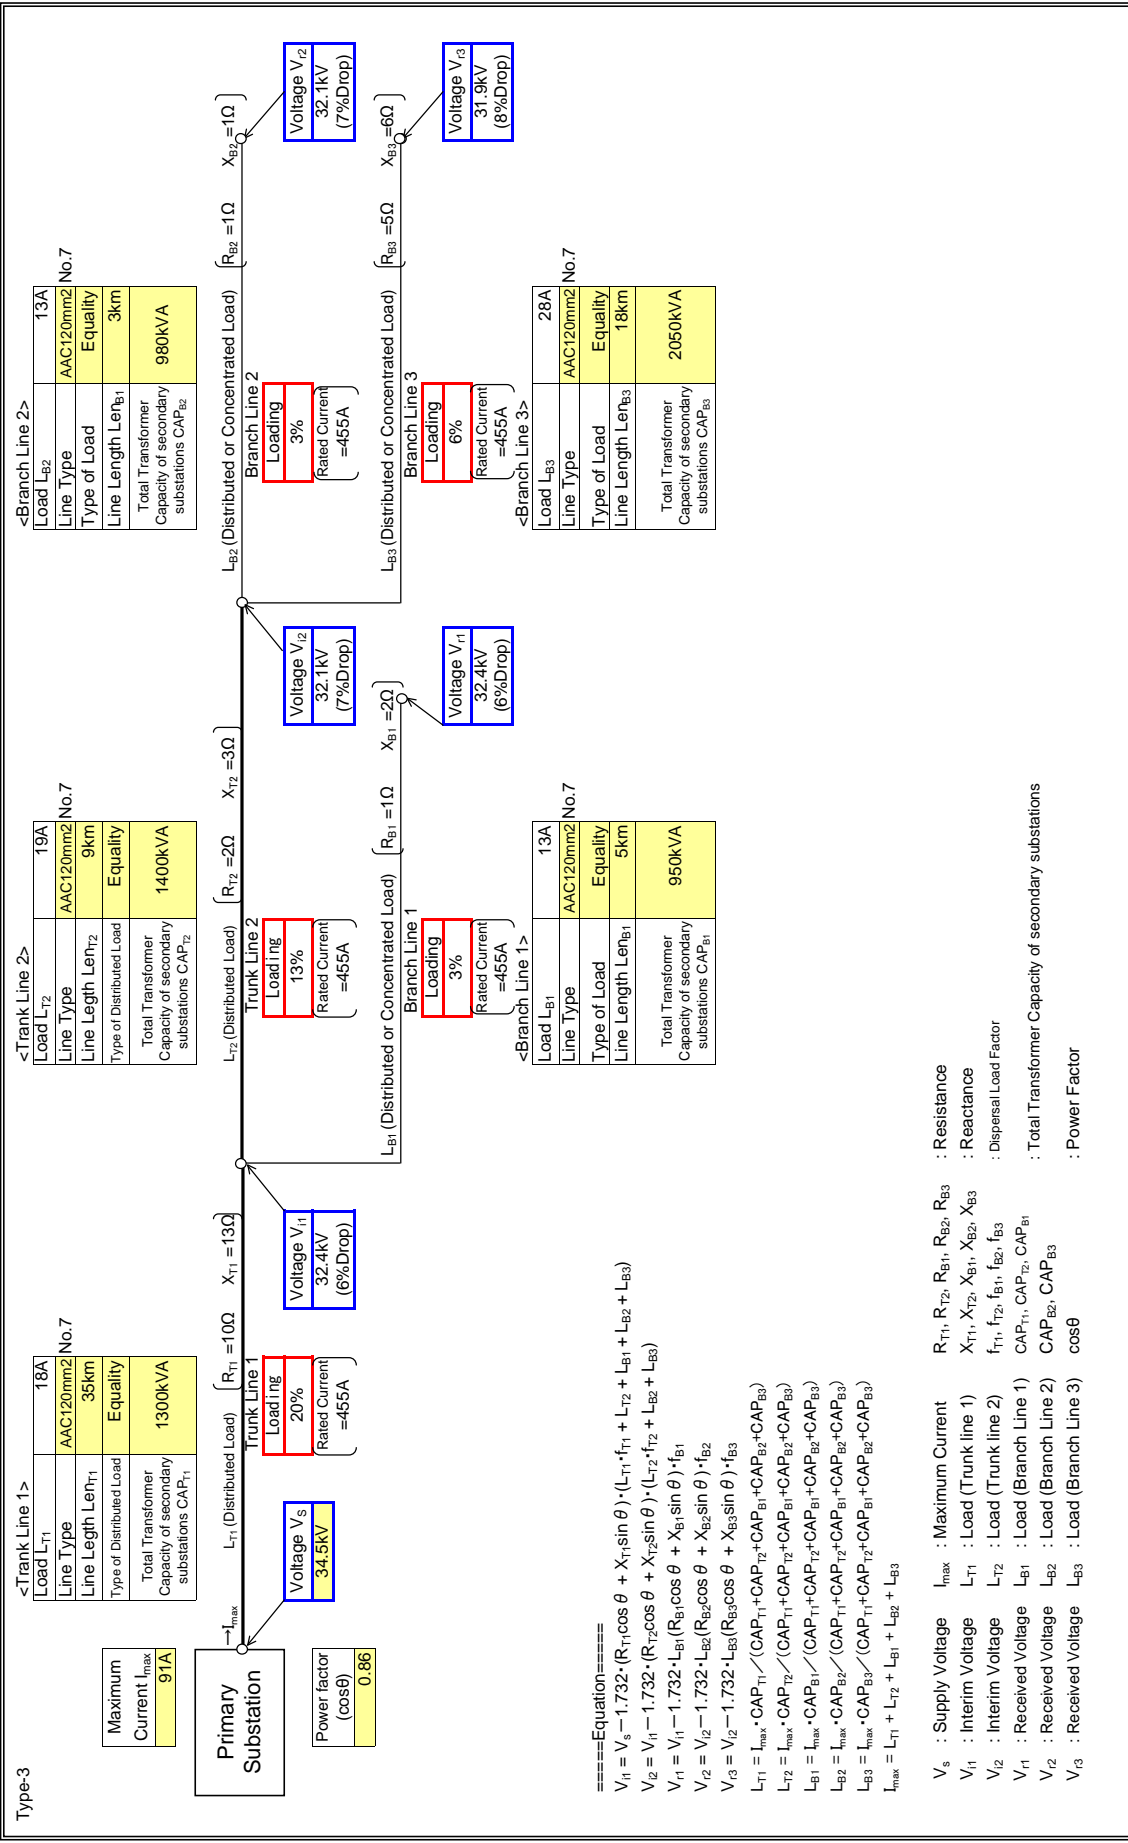 Type-3
Maximum
Current Imax
91A
Primary
Substation
Power factor
(cosθ)
0.86
→Imax
Voltage VS
34.5kV
<Trank Line 1>
Load LT1 18A
Line Type AAC120mm2 No.7
Line Legth LenT1 35km
Type of Distributed Load Equality
Total Transformer
Capacity of secondary
substations CAPT1
1300kVA
LT1 (Distributed Load) RT1 =10Ω XT1 =13Ω
Trunk Line 1
Loading
20%
Rated Current
=455A
Voltage Vi1
32.4kV
(6%Drop)
<Trank Line 2>
Load LT2 19A
Line Type AAC120mm2 No.7
Line Legth LenT2 9km
Type of Distributed Load Equality
Total Transformer
Capacity of secondary
substations CAPT2
1400kVA
LT2 (Distributed Load) RT2 =2Ω XT2 =3Ω
Trunk Line 2
Loading
13%
Rated Current
=455A
Voltage Vi2
32.1kV
(7%Drop)
LB1 (Distributed or Concentrated Load) RB1 =1Ω XB1 =2Ω
Branch Line 1
Loading
3%
Rated Current
=455A
Voltage Vr1
32.4kV
(6%Drop)
<Branch Line 1>
Load LB1 13A
Line Type AAC120mm2 No.7
Type of Load Equality
Line Length LenB1 5km
Total Transformer
Capacity of secondary
substations CAPB1
950kVA
<Branch Line 2>
Load LB2 13A
Line Type AAC120mm2 No.7
Type of Load Equality
Line Length LenB1 3km
Total Transformer
Capacity of secondary
substations CAPB2
980kVA
LB2 (Distributed or Concentrated Load) RB2 =1Ω XB2 =1Ω
Branch Line 2
Loading
3%
Rated Current
=455A
Voltage Vr2
32.1kV
(7%Drop)
LB3 (Distributed or Concentrated Load) RB3 =5Ω XB3 =6Ω
Branch Line 3
Loading
6%
Rated Current
=455A
Voltage Vr3
31.9kV
(8%Drop)
<Branch Line 3>
Load LB3 28A
Line Type AAC120mm2 No.7
Type of Load Equality
Line Length LenB3 18km
Total Transformer
Capacity of secondary
substations CAPB3
2050kVA
=====Equation=====
Vi1 = Vs−1.732・(RT1cos θ + XT1sin θ)・(LT1・fT1 + LT2 + LB1 + LB2 + LB3)
Vi2 = Vi1−1.732・(RT2cos θ + XT2sin θ)・(LT2・fT2 + LB2 + LB3)
Vr1 = Vi1−1.732・LB1(RB1cos θ + XB1sin θ)・fB1
Vr2 = Vi2−1.732・LB2(RB2cos θ + XB2sin θ)・fB2
Vr3 = Vi2−1.732・LB3(RB3cos θ + XB3sin θ)・fB3
LT1 = Imax・CAPT1／(CAPT1+CAPT2+CAPB1+CAPB2+CAPB3)
LT2 = Imax・CAPT2／(CAPT1+CAPT2+CAPB1+CAPB2+CAPB3)
LB1 = Imax・CAPB1／(CAPT1+CAPT2+CAPB1+CAPB2+CAPB3)
LB2 = Imax・CAPB2／(CAPT1+CAPT2+CAPB1+CAPB2+CAPB3)
LB3 = Imax・CAPB3／(CAPT1+CAPT2+CAPB1+CAPB2+CAPB3)
Imax = LT1 + LT2 + LB1 + LB2 + LB3
Vs : Supply Voltage Imax : Maximum Current RT1, RT2, RB1, RB2, RB3 : Resistance
Vi1 : Interim Voltage LT1 : Load (Trunk line 1) XT1, XT2, XB1, XB2, XB3 : Reactance
Vi2 : Interim Voltage LT2 : Load (Trunk line 2) fT1, fT2, fB1, fB2, fB3 : Dispersal Load Factor
Vr1 : Received Voltage LB1 : Load (Branch Line 1) CAPT1, CAPT2, CAPB1
: Total Transformer Capacity of secondary substations
Vr2 : Received Voltage LB2 : Load (Branch Line 2) CAPB2, CAPB3
Vr3 : Received Voltage LB3 : Load (Branch Line 3) cosθ : Power Factor